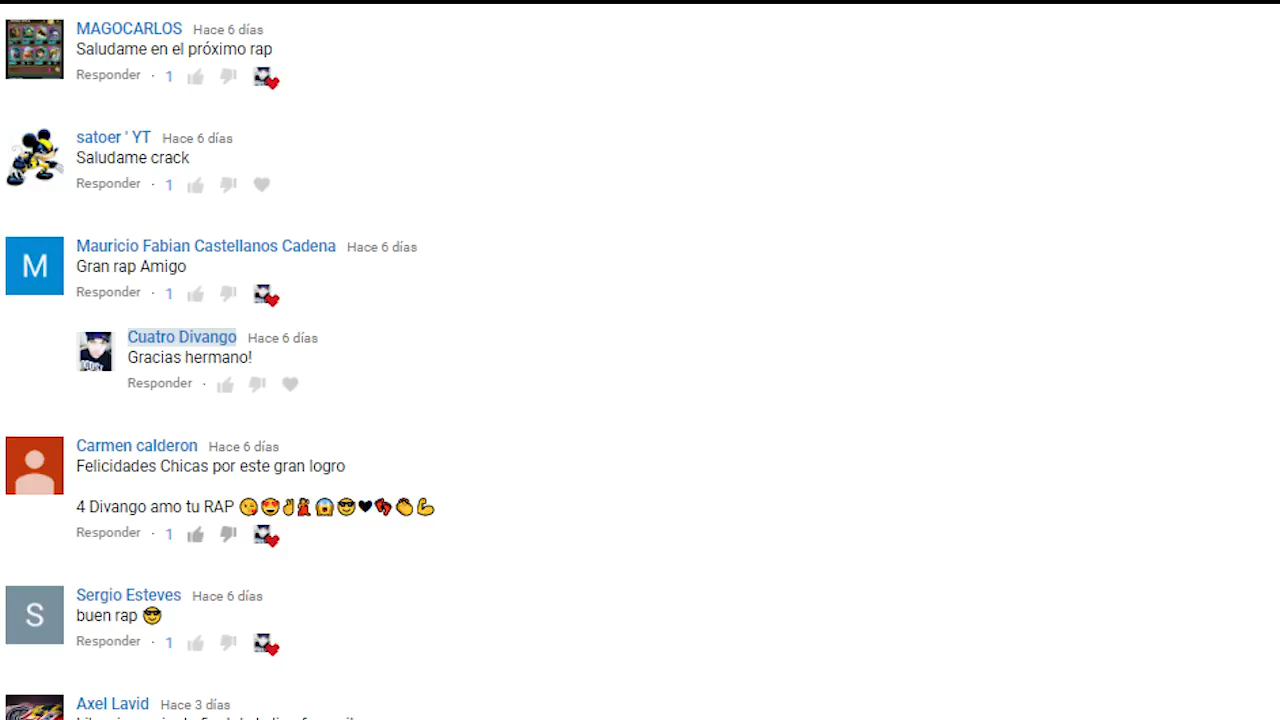 MAGOCARLOS Hace 6 días
Saludame en el próximo rap
Responder · 1
satoer ' YT Hace 6 días
Saludame crack
Responder · 1
M
Mauricio Fabian Castellanos Cadena Hace 6 días
Gran rap Amigo
Responder · 1
Cuatro Divango Hace 6 días
Gracias hermano!
Responder ·
Carmen calderon Hace 6 días
Felicidades Chicas por este gran logro
4 Divango amo tu RAP 😘😍✌💃😱😎❤👣👏💪
Responder · 1
S
Sergio Esteves Hace 6 días
buen rap 😎
Responder · 1
Axel Lavid Hace 3 días